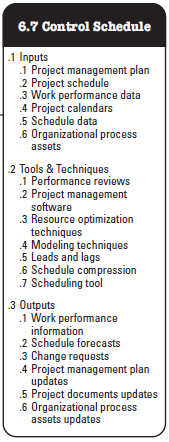 6.7 Control Schedule
.1 Inputs
.1 Project management plan
.2 Project schedule
.3 Work performance data
.4 Project calendars
.5 Schedule data
.6 Organizational process
assets
.2 Tools & Techniques
.1 Performance reviews
.2 Project management
software
.3 Resource optimization
techniques
.4 Modeling techniques
.5 Leads and lags
.6 Schedule compression
.7 Scheduling tool
.3 Outputs
.1 Work performance
information
.2 Schedule forecasts
.3 Change requests
.4 Project management plan
updates
.5 Project documents updates
.6 Organizational process
assets updates